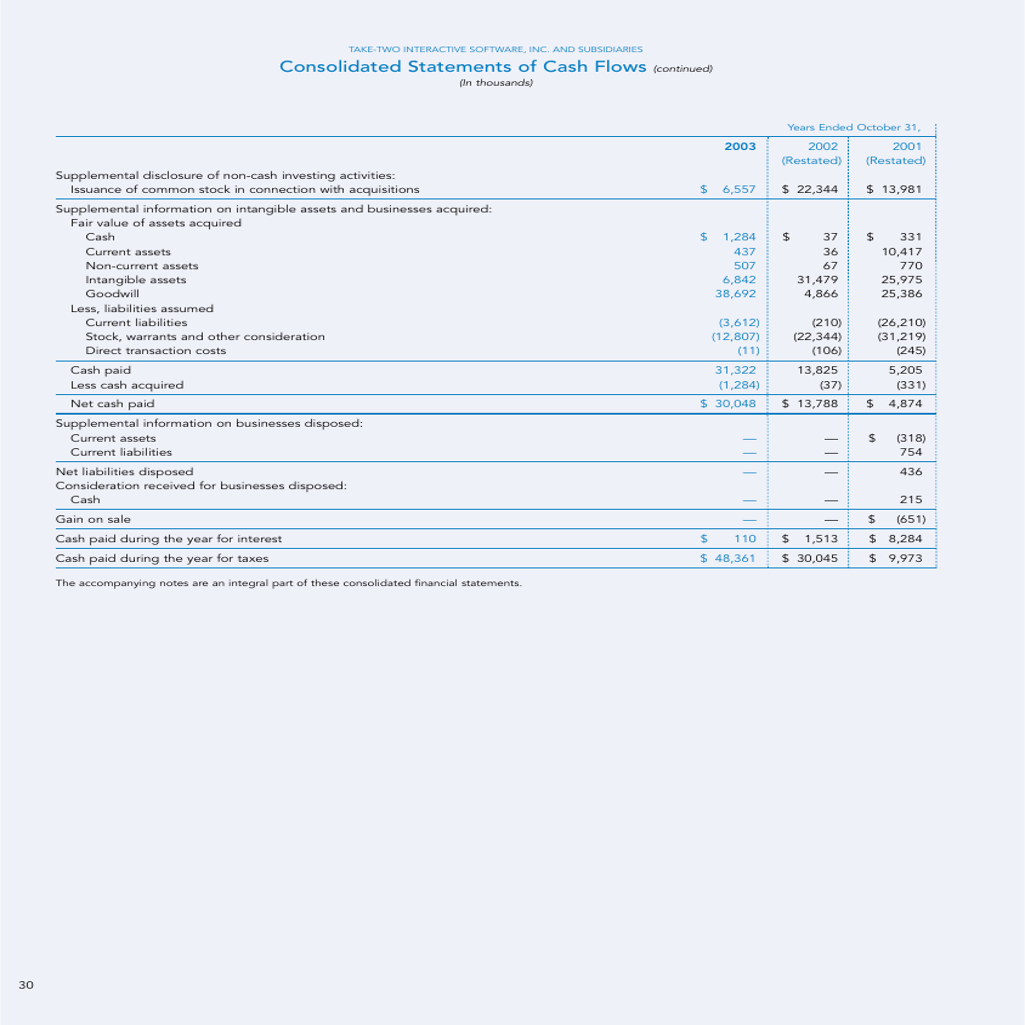 TAKE-TWO INTERACTIVE SOFTWARE, INC. AND SUBSIDIARIES
Consolidated Statements of Cash Flows (continued)
(In thousands)
Years Ended October 31,
2003 2002 2001
(Restated) (Restated)
Supplemental disclosure of non-cash investing activities:
Issuance of common stock in connection with acquisitions $ 6,557 $ 22,344 $ 13,981
Supplemental information on intangible assets and businesses acquired:
Fair value of assets acquired
Cash $ 1,284 $ 37 $ 331
Current assets 437 36 10,417
Non-current assets 507 67 770
Intangible assets 6,842 31,479 25,975
Goodwill 38,692 4,866 25,386
Less, liabilities assumed
Current liabilities (3,612) (210) (26,210)
Stock, warrants and other consideration (12,807) (22,344) (31,219)
Direct transaction costs (11) (106) (245)
Cash paid 31,322 13,825 5,205
Less cash acquired (1,284) (37) (331)
Net cash paid $ 30,048 $ 13,788 $ 4,874
Supplemental information on businesses disposed:
Current assets — — $ (318)
Current liabilities — — 754
Net liabilities disposed — — 436
Consideration received for businesses disposed:
Cash — — 215
Gain on sale — — $ (651)
Cash paid during the year for interest $ 110 $ 1,513 $ 8,284
Cash paid during the year for taxes $ 48,361 $ 30,045 $ 9,973
The accompanying notes are an integral part of these consolidated financial statements.
30